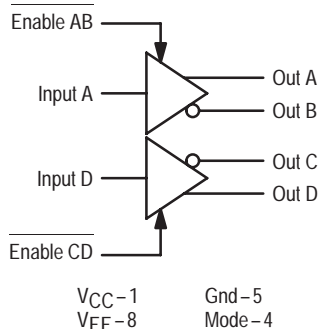 Enable AB
Input A
Out A
Out B
Input D
Out C
Out D
Enable CD
VCC–1 Gnd–5
VEE–8 Mode–4